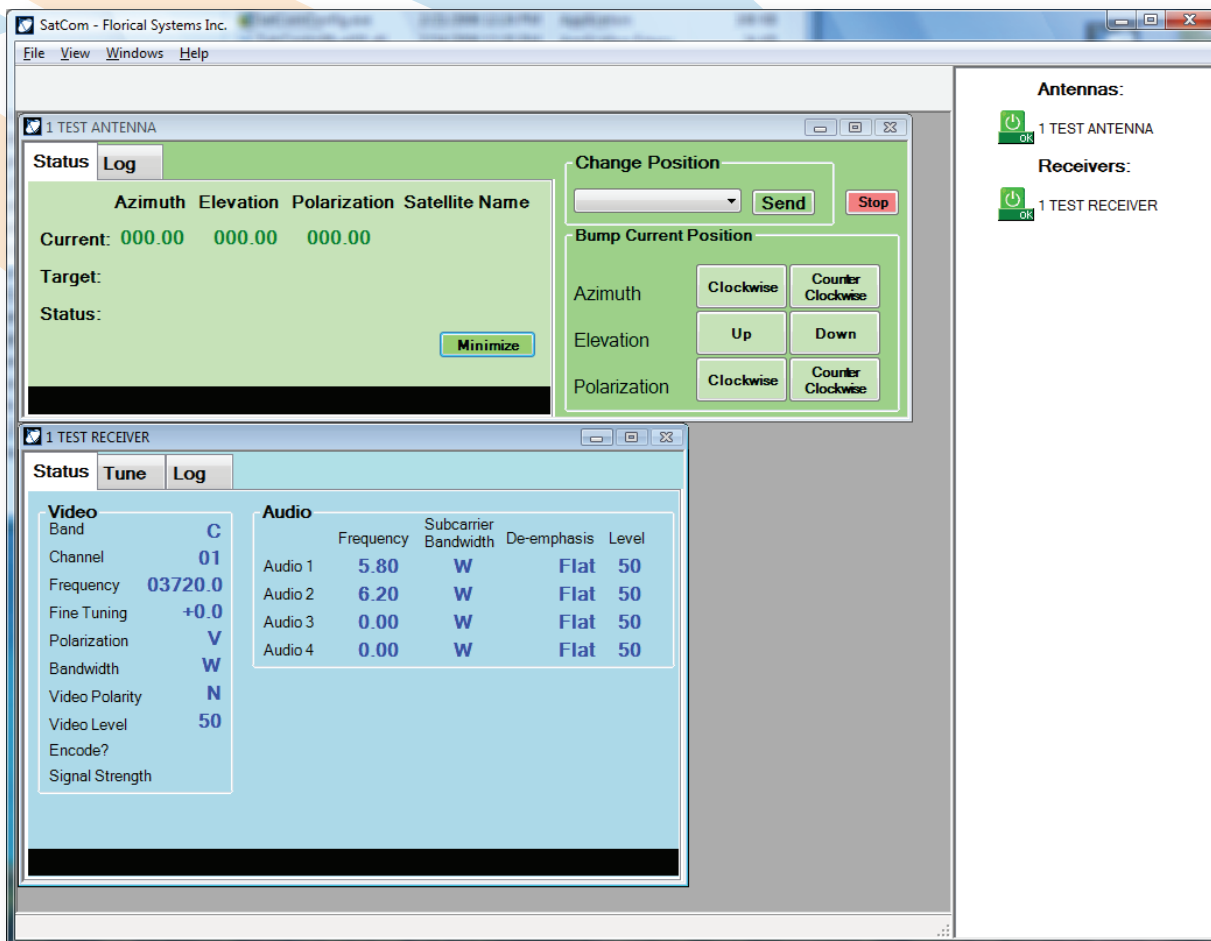 SatCom - Florical Systems Inc.
File View Windows Help
1 TEST ANTENNA
Status Log
Azimuth Elevation Polarization Satellite Name
Current: 000.00 000.00 000.00
Target:
Status:
Minimize
Change Position
Send Stop
Bump Current Position
Azimuth Clockwise Counter Clockwise
Elevation Up Down
Polarization Clockwise Counter Clockwise
1 TEST RECEIVER
Status Tune Log
Video
Band C
Channel 01
Frequency 03720.0
Fine Tuning +0.0
Polarization V
Bandwidth W
Video Polarity N
Video Level 50
Encode?
Signal Strength
Audio
Frequency Subcarrier Bandwidth De-emphasis Level
Audio 1 5.80 W Flat 50
Audio 2 6.20 W Flat 50
Audio 3 0.00 W Flat 50
Audio 4 0.00 W Flat 50
Antennas:
OK 1 TEST ANTENNA
Receivers:
OK 1 TEST RECEIVER